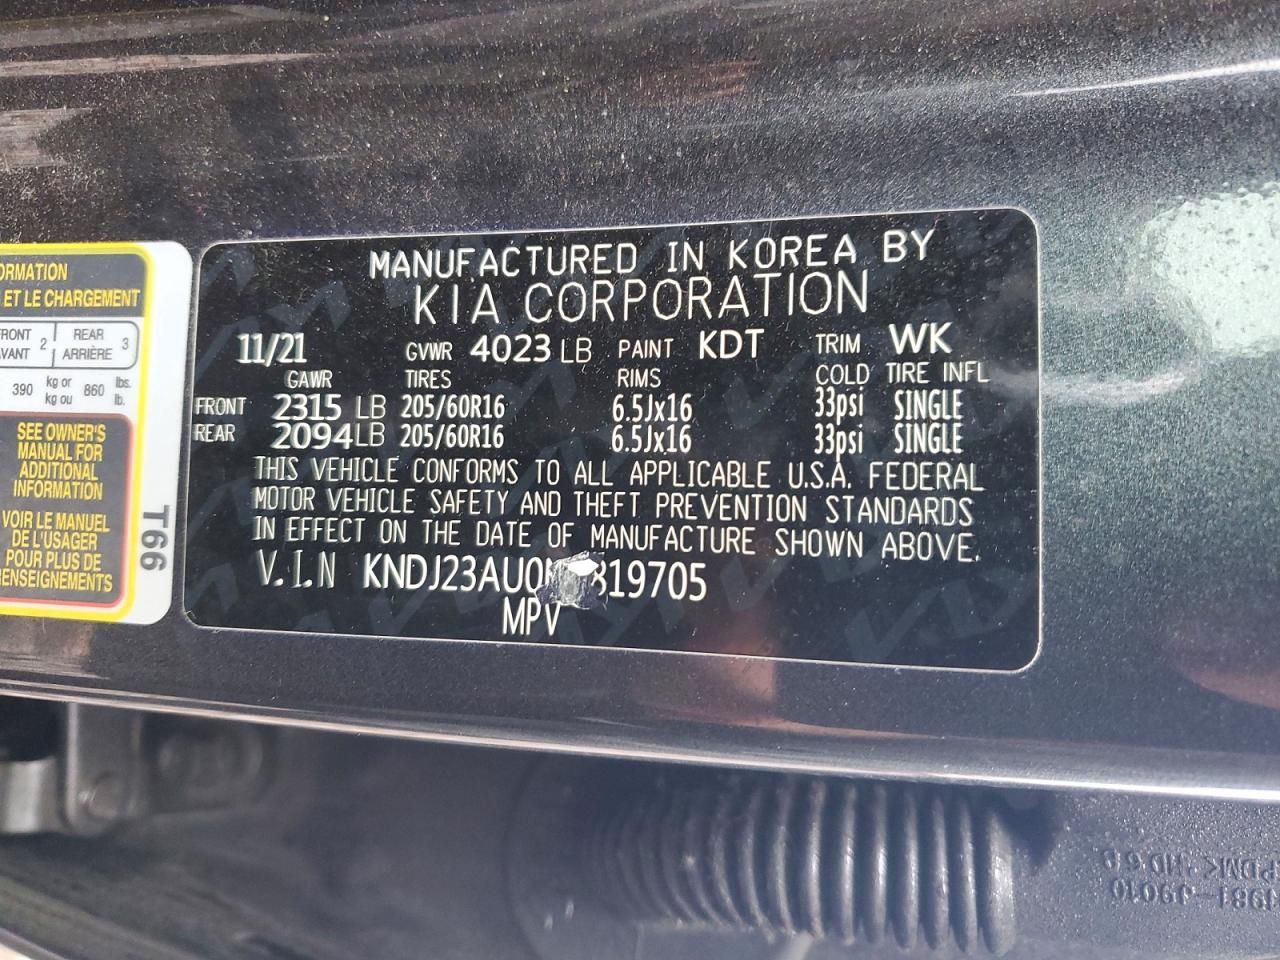 ORMATION
ET LE CHARGEMENT
FRONT 2 REAR 3
AVANT ARRIÈRE
390 kg or 860 lbs.
kg ou lb.
SEE OWNER'S
MANUAL FOR
ADDITIONAL
INFORMATION
VOIR LE MANUEL
DE L'USAGER
POUR PLUS DE
RENSEIGNEMENTS
T66
MANUFACTURED IN KOREA BY
KIA CORPORATION
11/21 GVWR 4023 LB PAINT KDT TRIM WK
GAWR TIRES RIMS COLD TIRE INFL
FRONT 2315 LB 205/60R16 6.5Jx16 33psi SINGLE
REAR 2094 LB 205/60R16 6.5Jx16 33psi SINGLE
THIS VEHICLE CONFORMS TO ALL APPLICABLE U.S.A. FEDERAL
MOTOR VEHICLE SAFETY AND THEFT PREVENTION STANDARDS
IN EFFECT ON THE DATE OF MANUFACTURE SHOWN ABOVE.
V.I.N KNDJ23AU0 819705
MPV